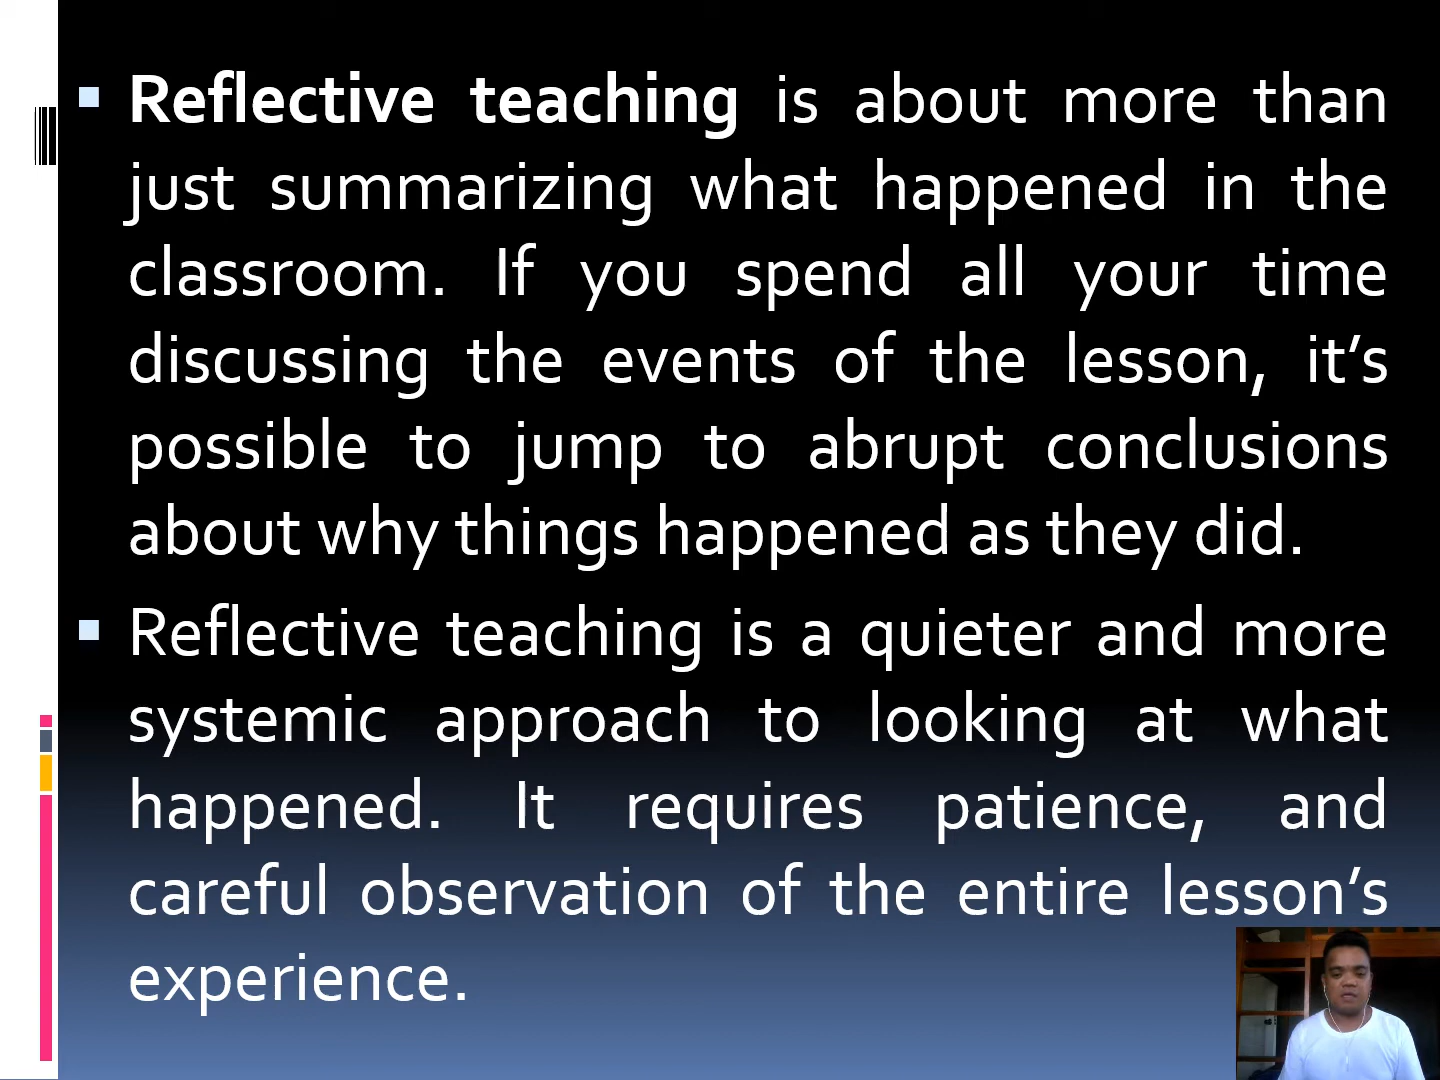 Reflective teaching is about more than
just summarizing what happened in the
classroom. If you spend all your time
discussing the events of the lesson, it’s
possible to jump to abrupt conclusions
about why things happened as they did.
Reflective teaching is a quieter and more
systemic approach to looking at what
happened. It requires patience, and
careful observation of the entire lesson’s
experience.